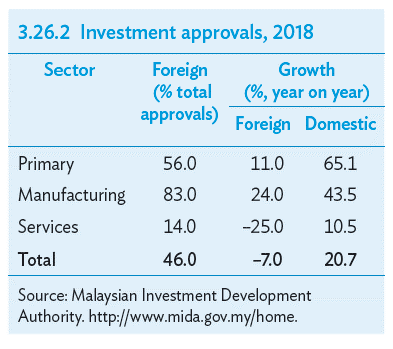 3.26.2 Investment approvals, 2018
Sector Foreign Growth
(% total (%, year on year)
approvals)
Foreign Domestic
Primary 56.0 11.0 65.1
Manufacturing 83.0 24.0 43.5
Services 14.0 –25.0 10.5
Total 46.0 –7.0 20.7
Source: Malaysian Investment Development
Authority. http://www.mida.gov.my/home.